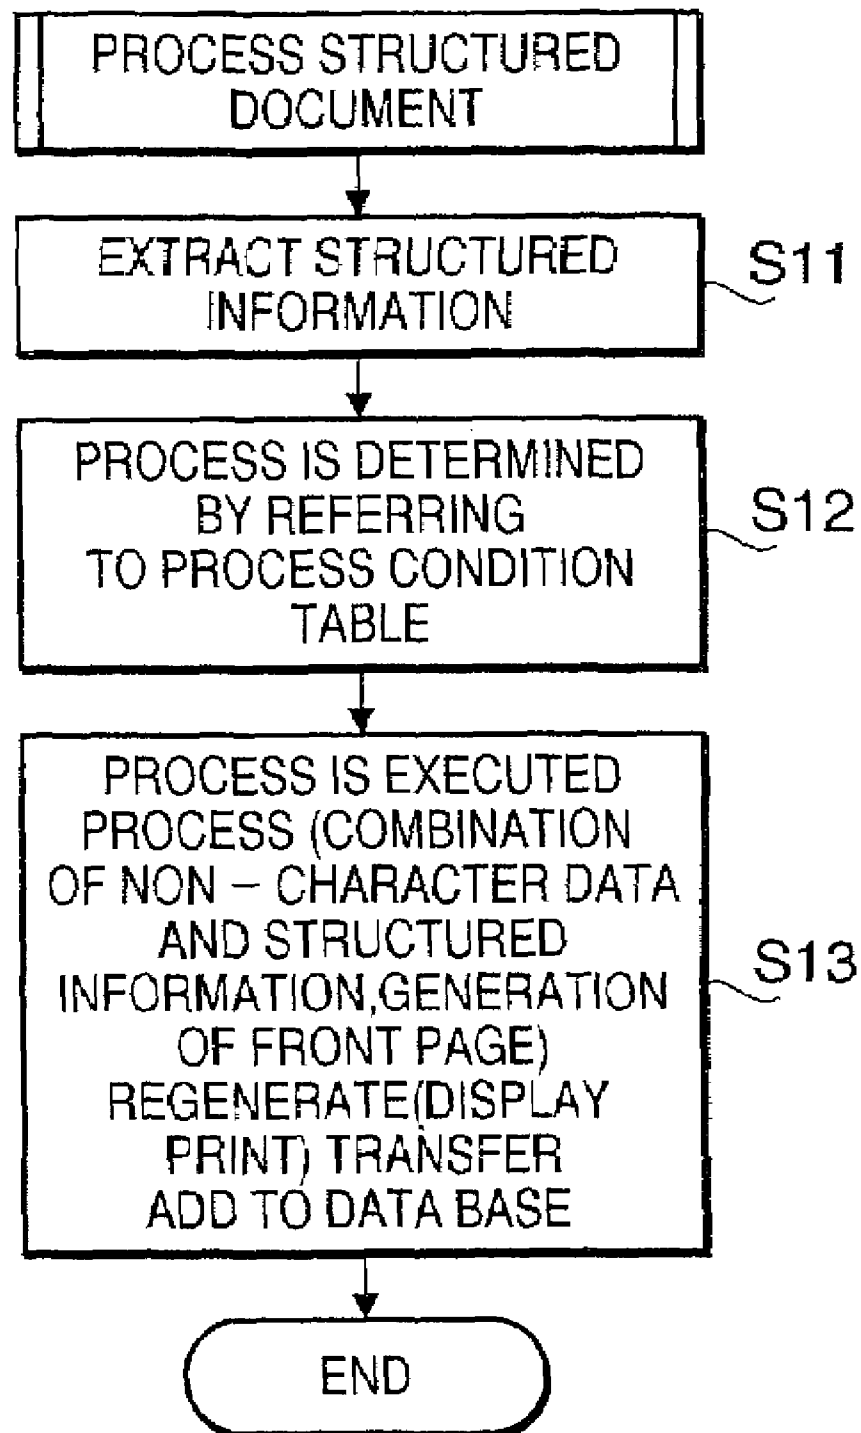 PROCESS STRUCTURED
DOCUMENT
EXTRACT STRUCTURED
INFORMATION
S11
PROCESS IS DETERMINED
BY REFERRING
TO PROCESS CONDITION
TABLE
S12
PROCESS IS EXECUTED
PROCESS (COMBINATION
OF NON – CHARACTER DATA
AND STRUCTURED
INFORMATION,GENERATION
OF FRONT PAGE)
REGENERATE(DISPLAY
PRINT) TRANSFER
ADD TO DATA BASE
S13
END